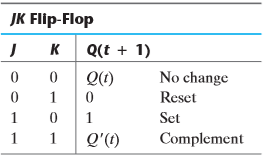 JK Flip-Flop
J K Q(t + 1)
0 0 Q(t) No change
0 1 0 Reset
1 0 1 Set
1 1 Q'(t) Complement